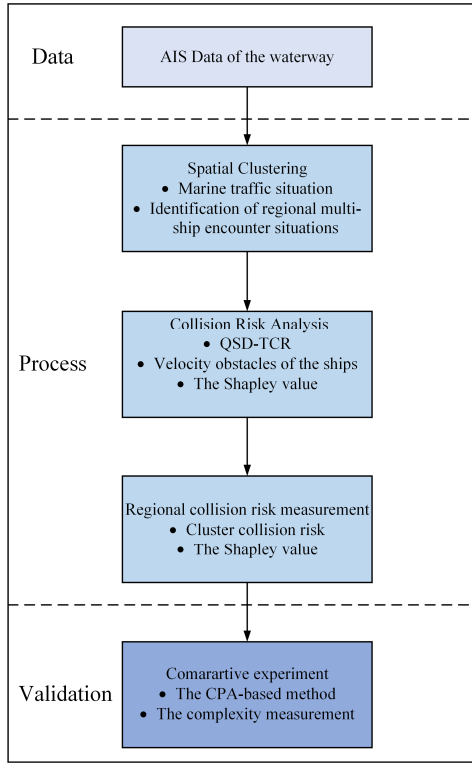 Data
AIS Data of the waterway
Process
Spatial Clustering
• Marine traffic situation
• Identification of regional multi-
ship encounter situations
Collision Risk Analysis
• QSD-TCR
• Velocity obstacles of the ships
• The Shapley value
Regional collision risk measurement
• Cluster collision risk
• The Shapley value
Validation
Comarartive experiment
• The CPA-based method
• The complexity measurement